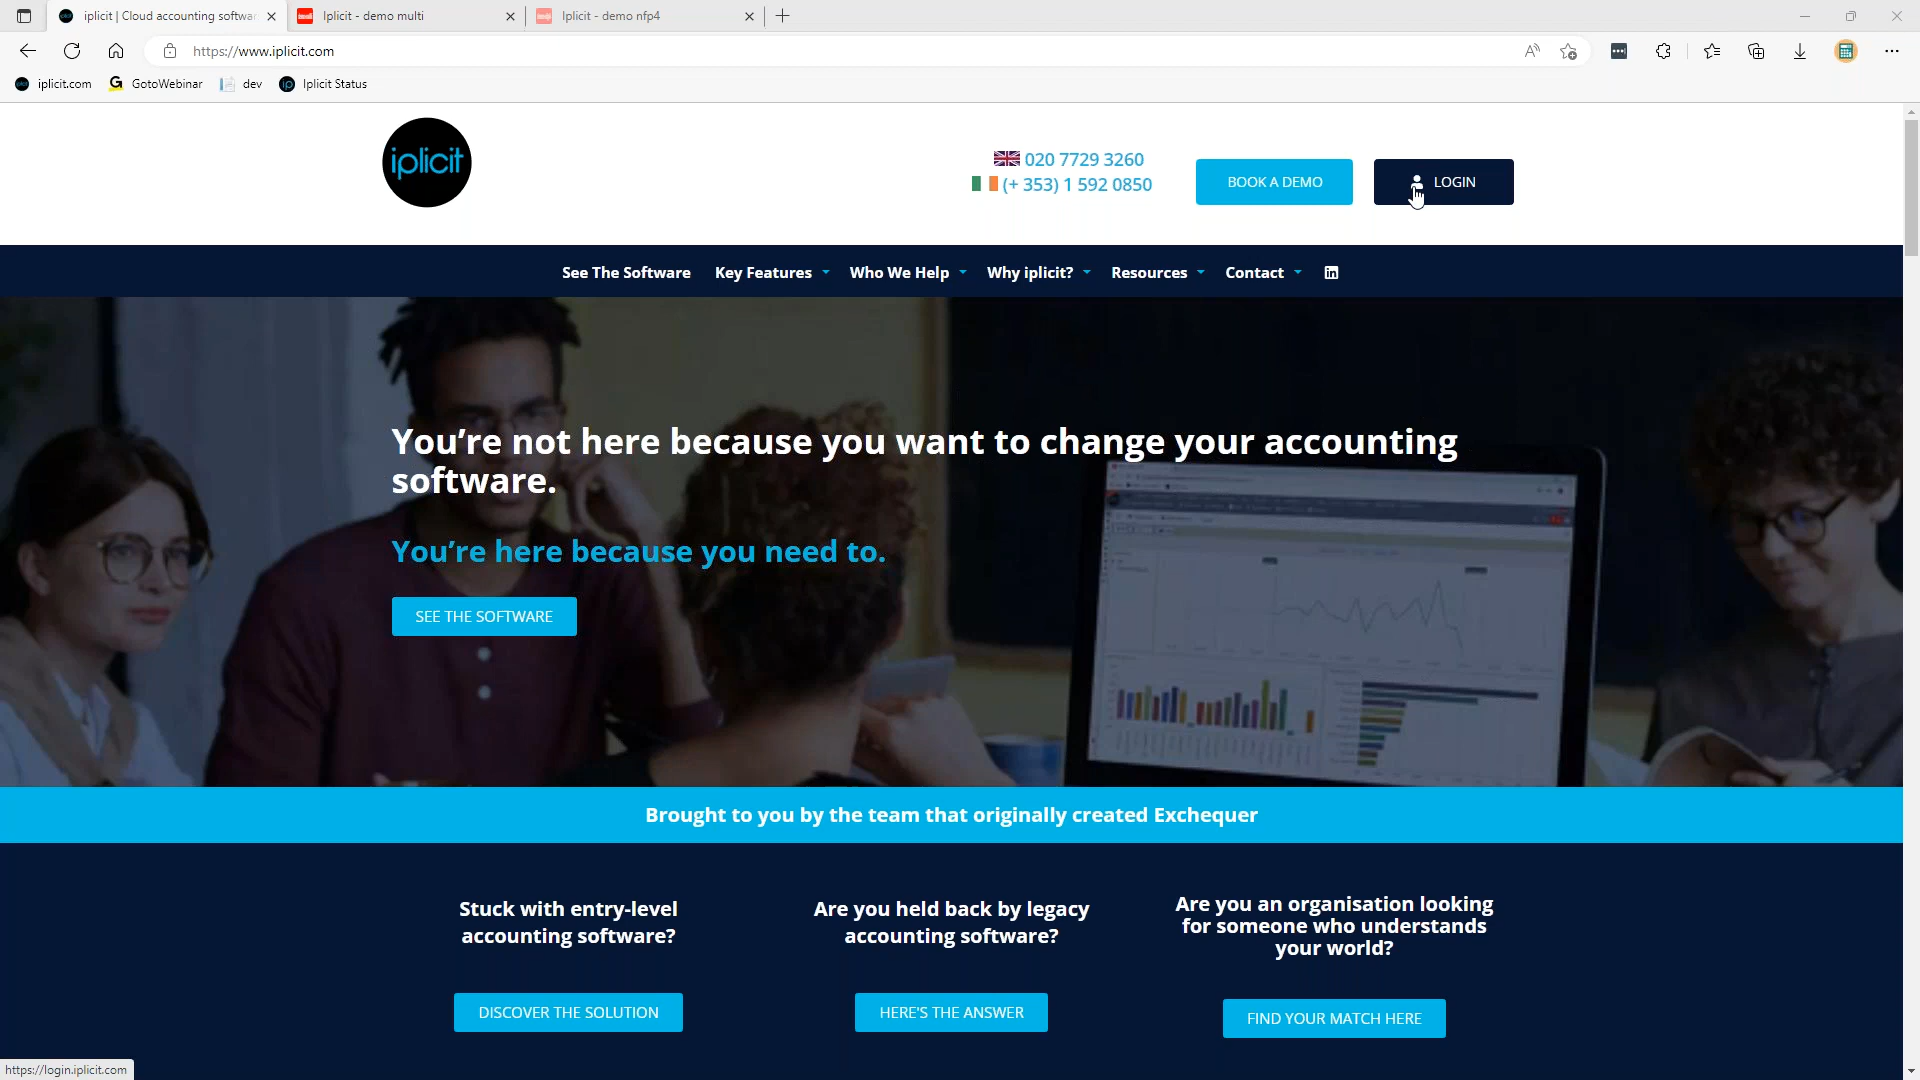 iplicit | Cloud accounting softwar
Iplicit - demo multi
Iplicit - demo nfp4
https://www.iplicit.com
iplicit.com
GotoWebinar
dev
Iplicit Status
iplicit
020 7729 3260
(+ 353) 1 592 0850
BOOK A DEMO
LOGIN
See The Software
Key Features
Who We Help
Why iplicit?
Resources
Contact
in
You’re not here because you want to change your accounting
software.
You’re here because you need to.
SEE THE SOFTWARE
Brought to you by the team that originally created Exchequer
Stuck with entry-level
accounting software?
Are you held back by legacy
accounting software?
Are you an organisation looking
for someone who understands
your world?
DISCOVER THE SOLUTION
HERE'S THE ANSWER
FIND YOUR MATCH HERE
https://login.iplicit.com